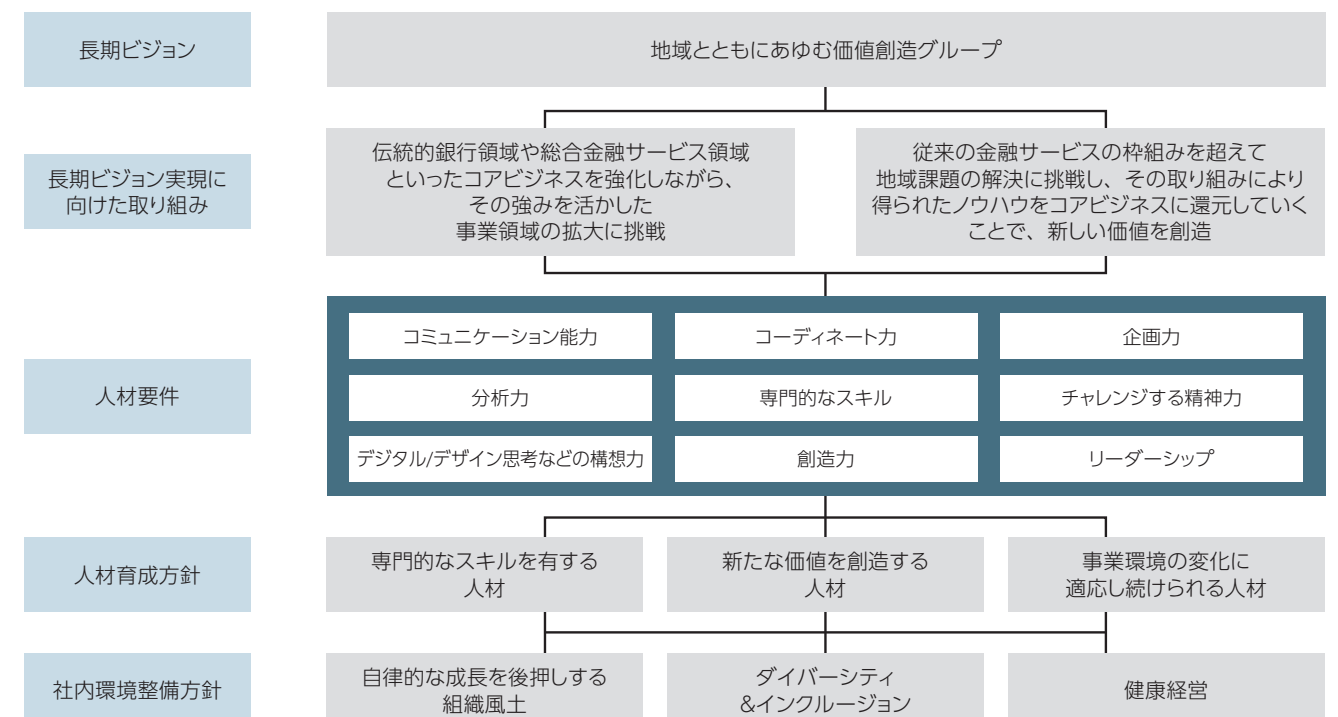 長期ビジョン
地域とともにあゆむ価値創造グループ
長期ビジョン実現に
向けた取り組み
伝統的銀行領域や総合金融サービス領域
といったコアビジネスを強化しながら、
その強みを活かした
事業領域の拡大に挑戦
従来の金融サービスの枠組みを超えて
地域課題の解決に挑戦し、その取り組みにより
得られたノウハウをコアビジネスに還元していく
ことで、新しい価値を創造
人材要件
コミュニケーション能力
コーディネート力
企画力
分析力
専門的なスキル
チャレンジする精神力
デジタル/デザイン思考などの構想力
創造力
リーダーシップ
人材育成方針
専門的なスキルを有する
人材
新たな価値を創造する
人材
事業環境の変化に
適応し続けられる人材
社内環境整備方針
自律的な成長を後押しする
組織風土
ダイバーシティ
&インクルージョン
健康経営